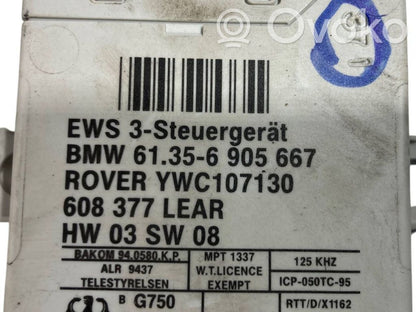 Ovoko
EWS 3-Steuergerät
BMW 61.35-6 905 667
ROVER YWC107130
608 377 LEAR
HW 03 SW 08
BAKOM 94.0580.K.P. MPT 1337 125 KHZ
ALR 9437 W.T.LICENCE
TELESTYRELSEN EXEMPT ICP-050TC-95
B G750 RTT/D/X1162